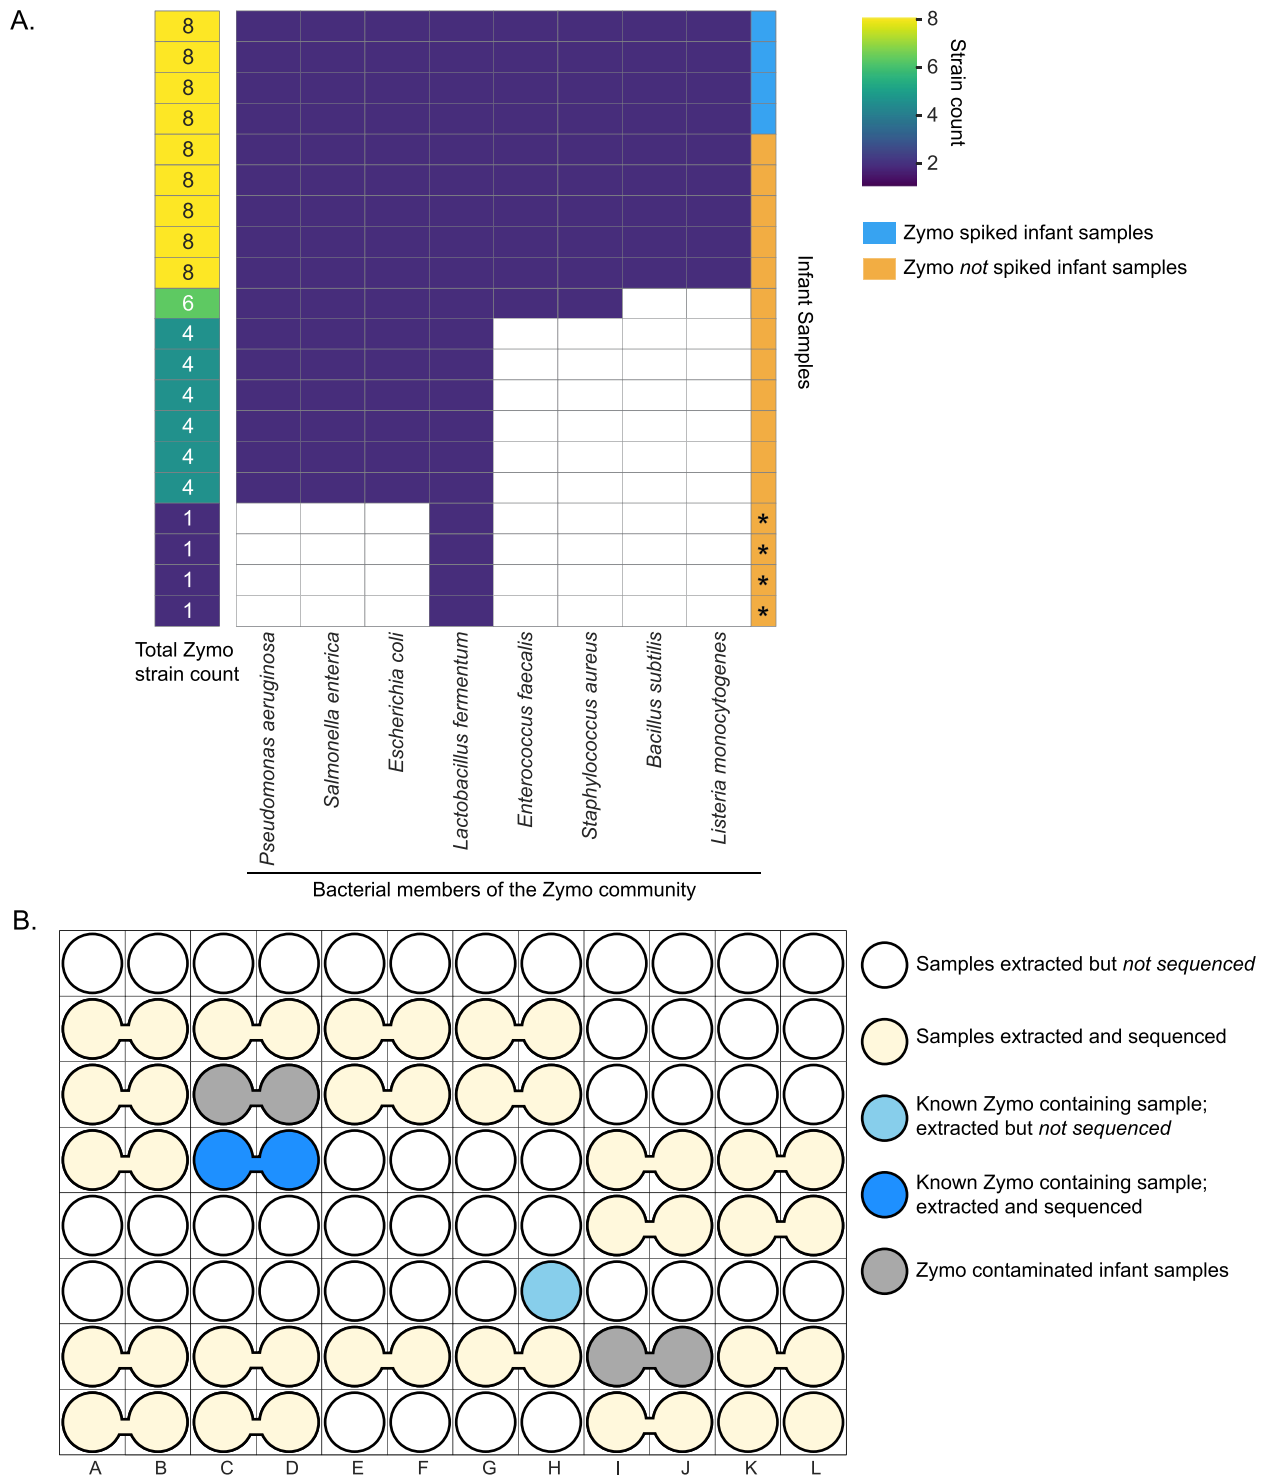 A.
8
8
8
8
8
8
8
8
8
6
4
4
4
4
4
4
1
1
1
1
*
*
*
*
Total Zymo
strain count
Pseudomonas aeruginosa
Salmonella enterica
Escherichia coli
Lactobacillus fermentum
Enterococcus faecalis
Staphylococcus aureus
Bacillus subtilis
Listeria monocytogenes
Bacterial members of the Zymo community
Infant Samples
8
6
4
2
Strain count
Zymo spiked infant samples
Zymo not spiked infant samples
B.
A B C D E F G H I J K L
Samples extracted but not sequenced
Samples extracted and sequenced
Known Zymo containing sample;
extracted but not sequenced
Known Zymo containing sample;
extracted and sequenced
Zymo contaminated infant samples